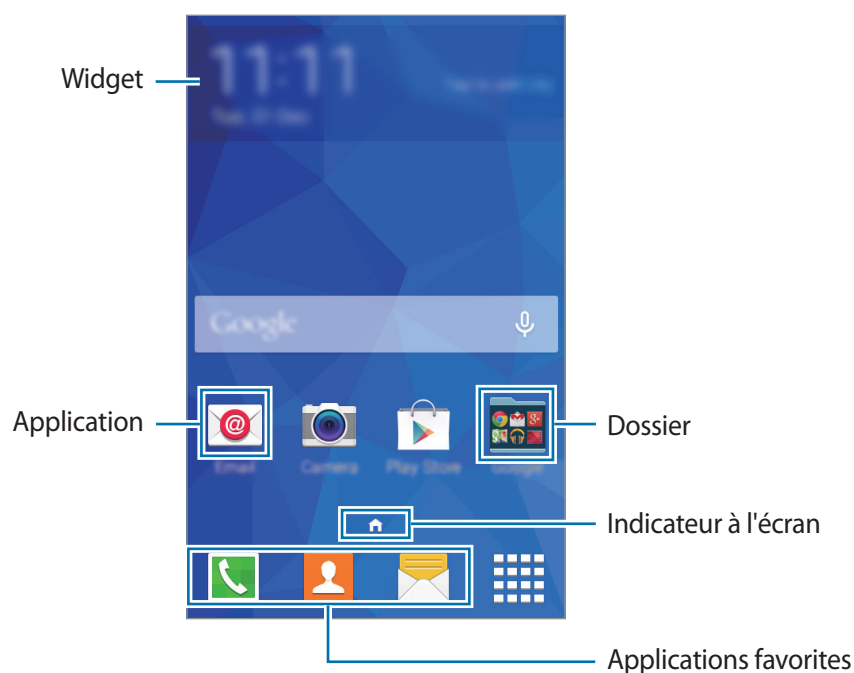 Widget
11:11
Google
Application
Dossier
Email
Camera
Play Store
Google
Indicateur à l'écran
Applications favorites